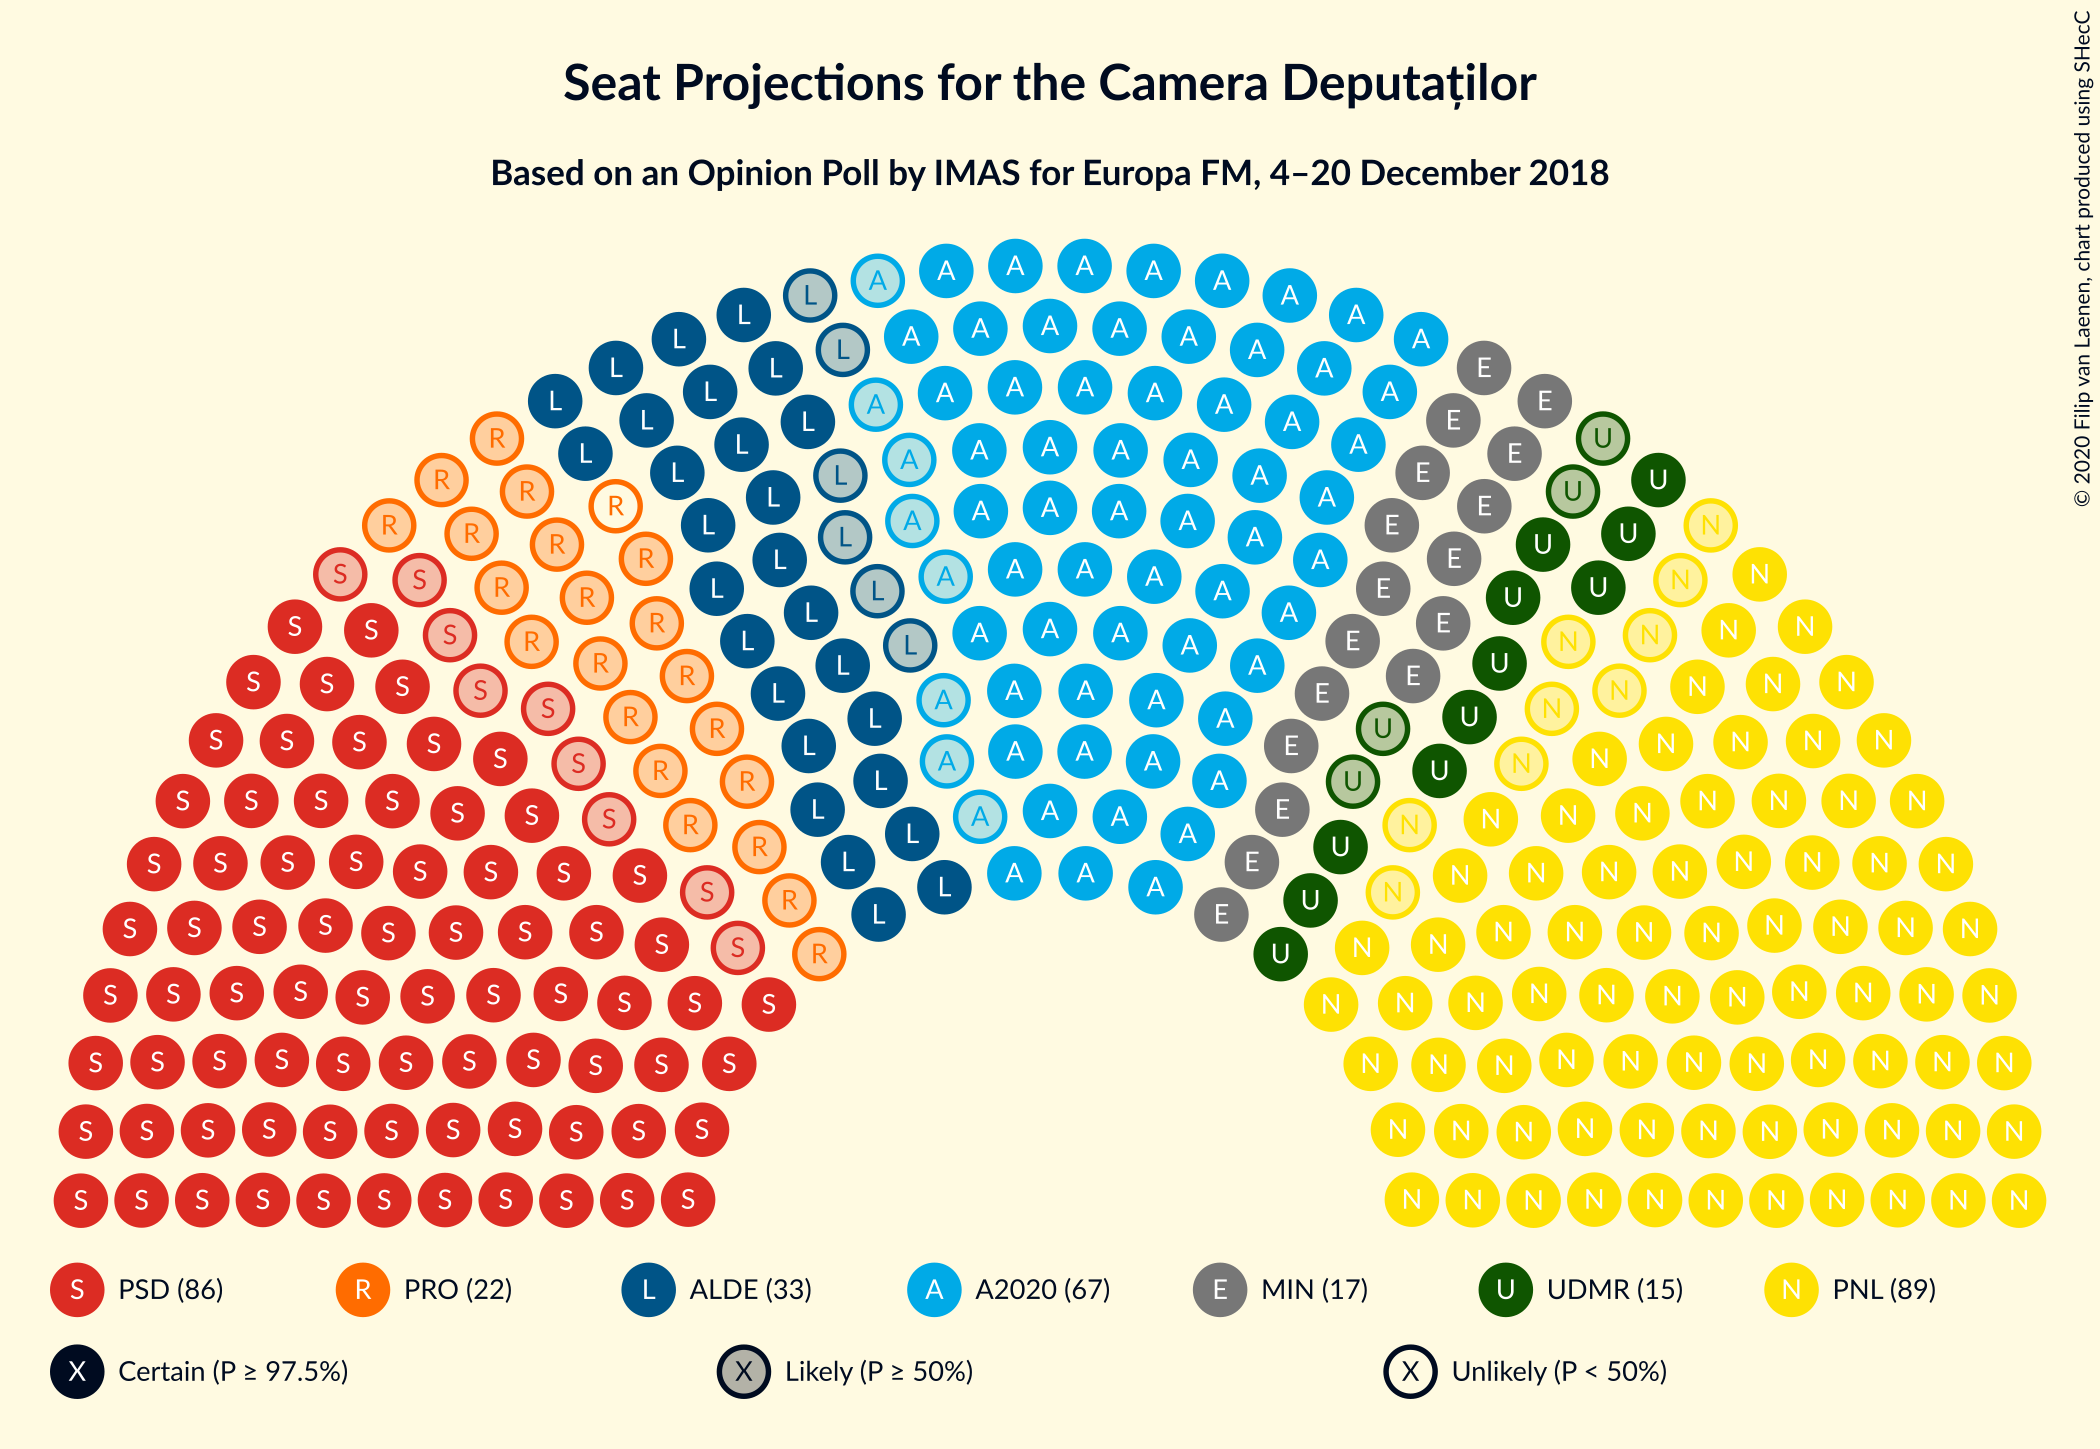 Seat Projections for the Camera Deputaților
Based on an Opinion Poll by IMAS for Europa FM, 4–20 December 2018
© 2020 Filip van Laenen, chart produced using SHecC
S PSD (86) R PRO (22) L ALDE (33) A A2020 (67) E MIN (17) U UDMR (15) N PNL (89)
X Certain (P ≥ 97.5%) X Likely (P ≥ 50%) X Unlikely (P < 50%)